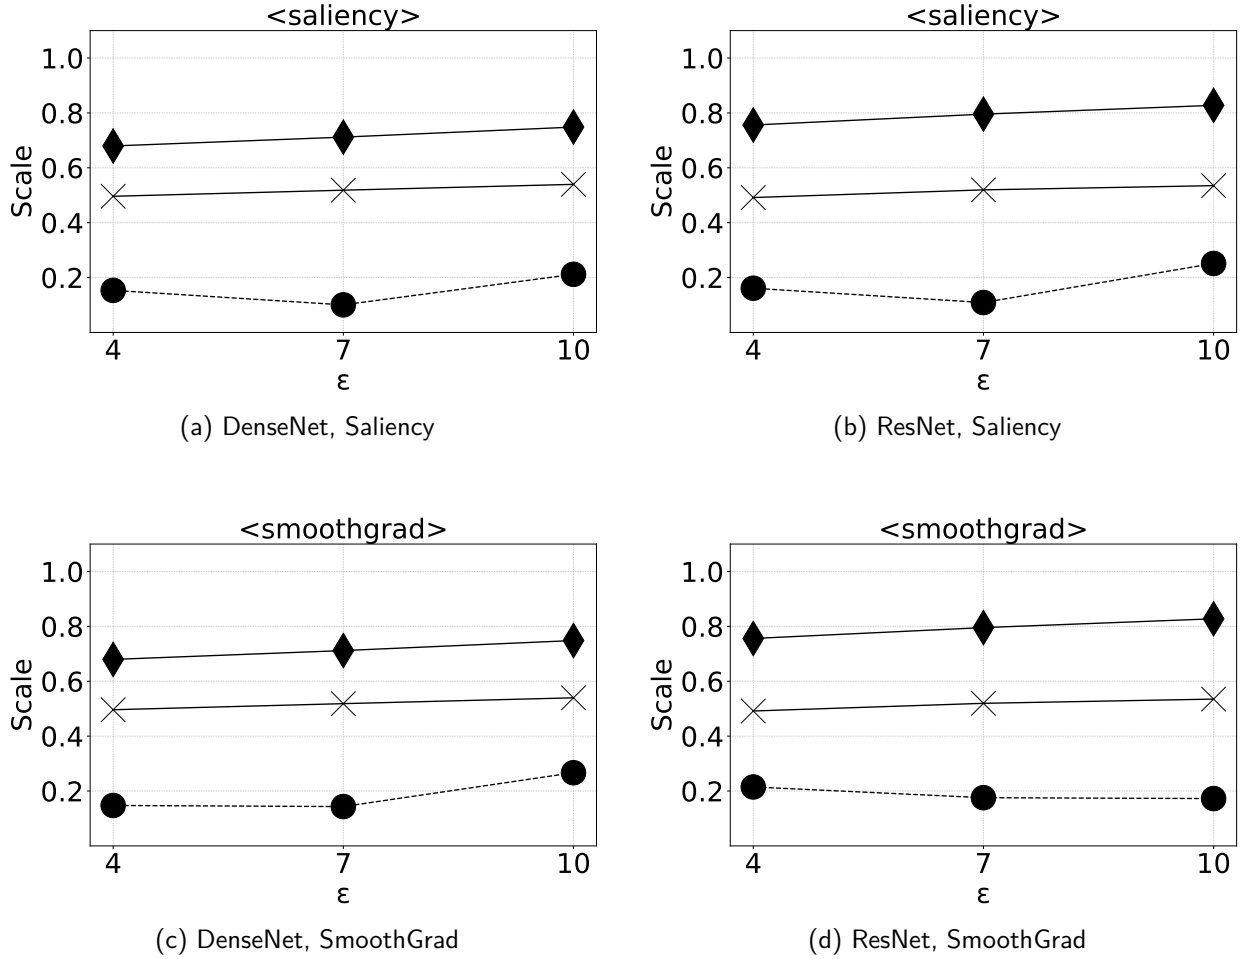 <saliency>
1.0
0.8
0.6
0.4
0.2
Scale
4 7 10
ε
(a) DenseNet, Saliency
<saliency>
1.0
0.8
0.6
0.4
0.2
Scale
4 7 10
ε
(b) ResNet, Saliency
<smoothgrad>
1.0
0.8
0.6
0.4
0.2
Scale
4 7 10
ε
(c) DenseNet, SmoothGrad
<smoothgrad>
1.0
0.8
0.6
0.4
0.2
Scale
4 7 10
ε
(d) ResNet, SmoothGrad